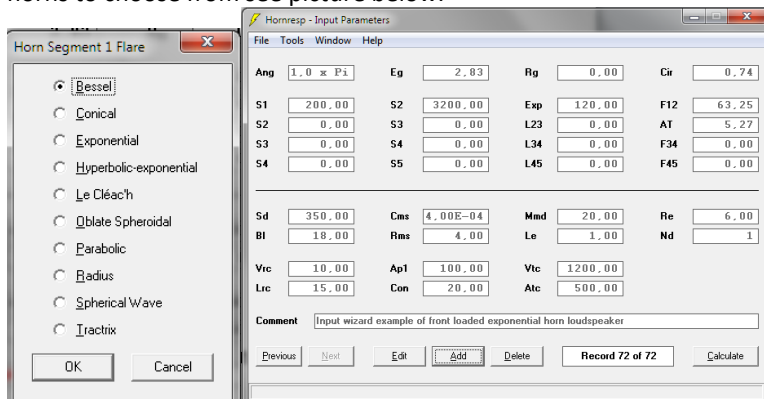 horns to choose from see picture below.
Horn Segment 1 Flare
Bessel
Conical
Exponential
Hyperbolic-exponential
Le Cléac'h
Oblate Spheroidal
Parabolic
Radius
Spherical Wave
Tractrix
OK Cancel
Hornresp - Input Parameters
File Tools Window Help
Ang 1,0 x Pi Eg 2,83 Rg 0,00 Cir 0,74
S1 200,00 S2 3200,00 Exp 120,00 F12 63,25
S2 0,00 S3 0,00 L23 0,00 AT 5,27
S3 0,00 S4 0,00 L34 0,00 F34 0,00
S4 0,00 S5 0,00 L45 0,00 F45 0,00
Sd 350,00 Cms 4,00E-04 Mmd 20,00 Re 6,00
Bl 18,00 Rms 4,00 Le 1,00 Nd 1
Vrc 10,00 Ap1 100,00 Vtc 1200,00
Lrc 15,00 Con 20,00 Atc 500,00
Comment Input wizard example of front loaded exponential horn loudspeaker
Previous Next Edit Add Delete Record 72 of 72 Calculate